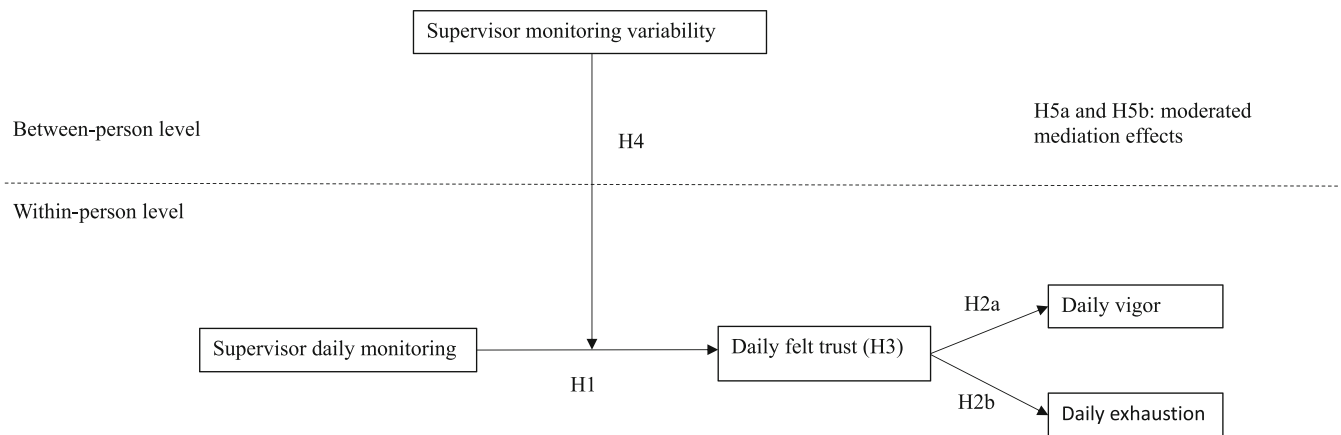 Supervisor monitoring variability
H5a and H5b: moderated
mediation effects
Between-person level
H4
Within-person level
H2a
Daily vigor
Supervisor daily monitoring
Daily felt trust (H3)
H1
H2b
Daily exhaustion